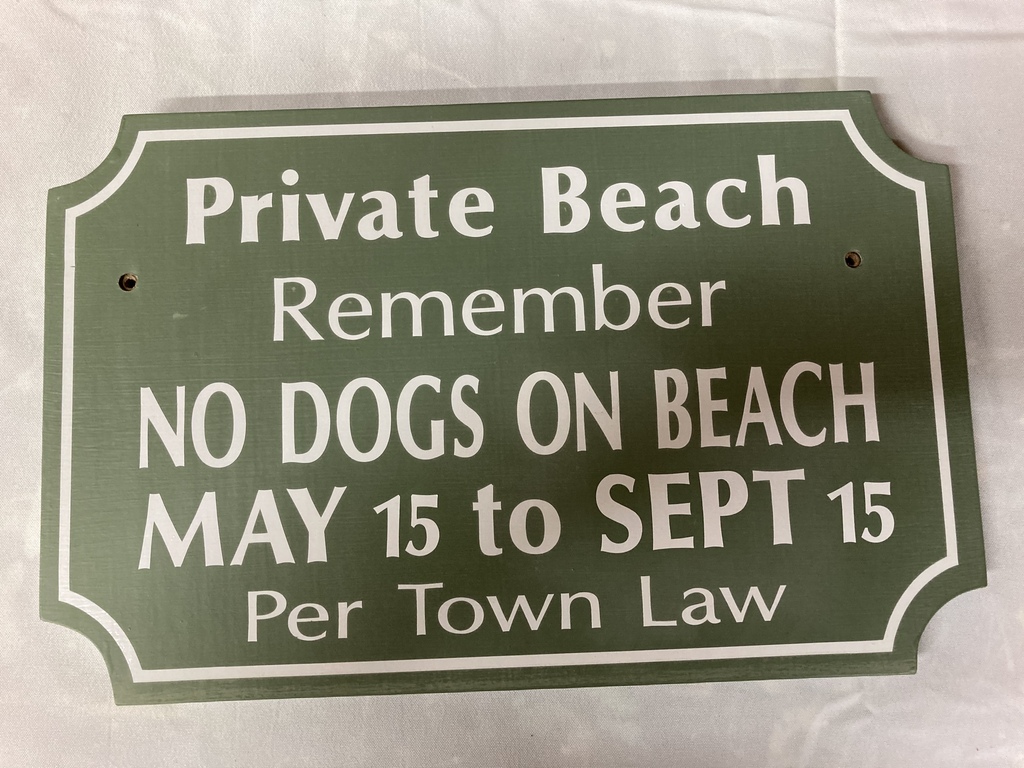 Private Beach
Remember
NO DOGS ON BEACH
MAY 15 to SEPT 15
Per Town Law